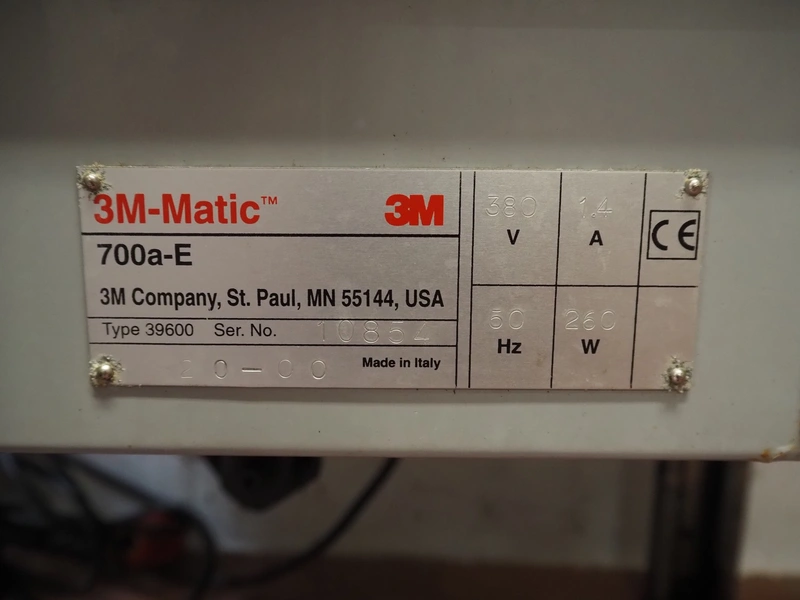 3M-Matic™ 3M
700a-E
3M Company, St. Paul, MN 55144, USA
Type 39600 Ser. No. 10854
20-00 Made in Italy
380 V
1.4 A
CE
50 Hz
260 W